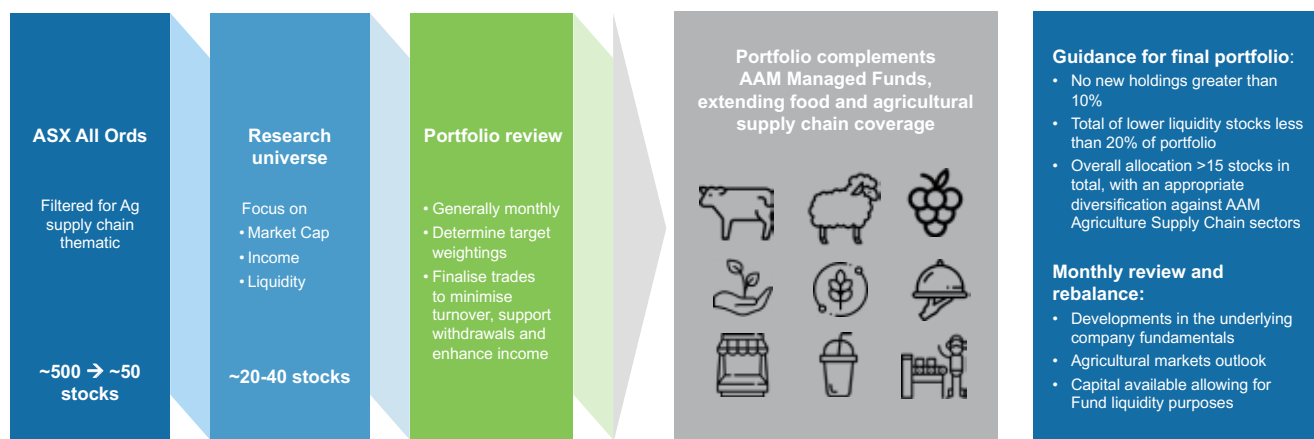 ASX All Ords
Filtered for Ag
supply chain
thematic
~500 → ~50
stocks
Research
universe
Focus on
• Market Cap
• Income
• Liquidity
~20-40 stocks
Portfolio review
• Generally monthly
• Determine target
weightings
• Finalise trades
to minimise
turnover, support
withdrawals and
enhance income
Portfolio complements
AAM Managed Funds,
extending food and agricultural
supply chain coverage
Guidance for final portfolio:
• No new holdings greater than
10%
• Total of lower liquidity stocks less
than 20% of portfolio
• Overall allocation >15 stocks in
total, with an appropriate
diversification against AAM
Agriculture Supply Chain sectors
Monthly review and
rebalance:
• Developments in the underlying
company fundamentals
• Agricultural markets outlook
• Capital available allowing for
Fund liquidity purposes